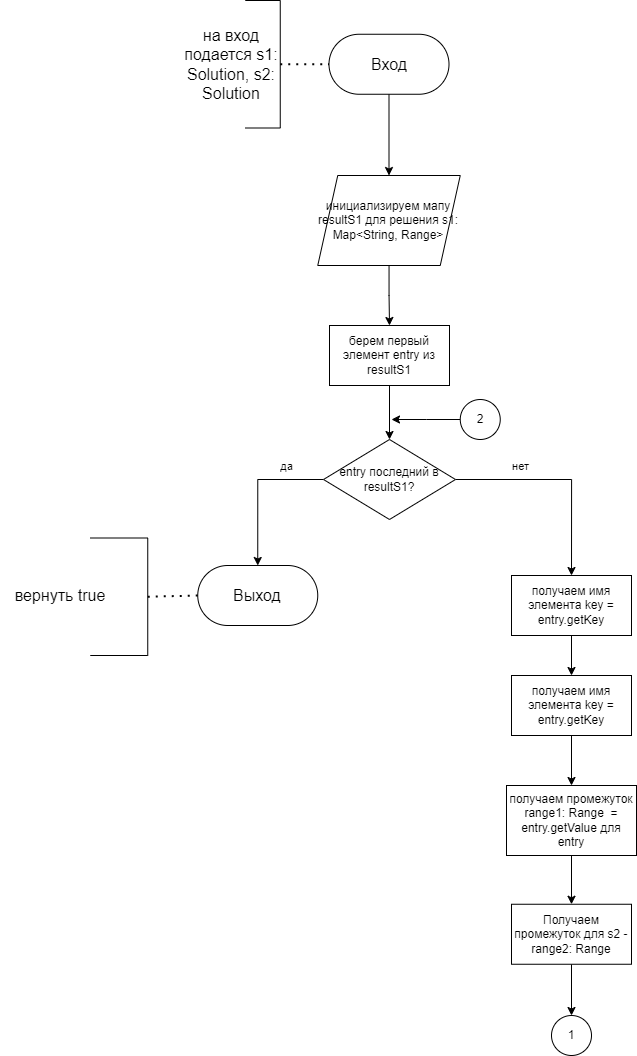 на вход
подается s1:
Solution, s2:
Solution
Вход
инициализируем мапу
resultS1 для решения s1:
Map<String, Range>
берем первый
элемент entry из
resultS1
2
entry последний в
resultS1?
да
нет
вернуть true
Выход
получаем имя
элемента key =
entry.getKey
получаем имя
элемента key =
entry.getKey
получаем промежуток
range1: Range =
entry.getValue для
entry
Получаем
промежуток для s2 -
range2: Range
1